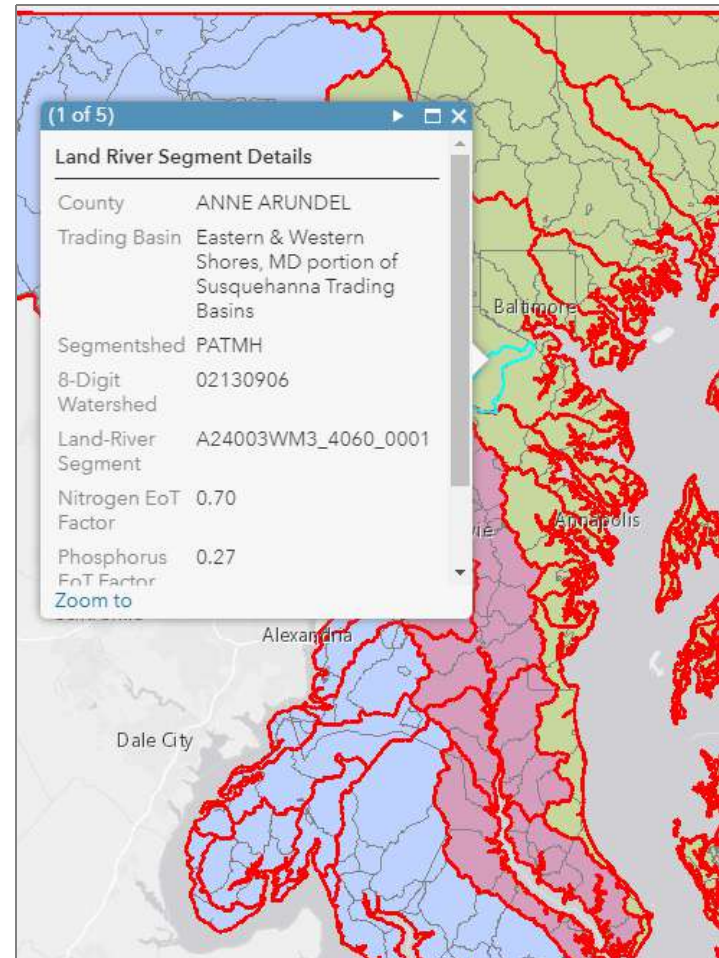 (1 of 5)
Land River Segment Details
County ANNE ARUNDEL
Trading Basin Eastern & Western
Shores, MD portion of
Susquehanna Trading
Basins
Segmentshed PATMH
8-Digit 02130906
Watershed
Land-River A24003WM3_4060_0001
Segment
Nitrogen EoT 0.70
Factor
Phosphorus 0.27
EoT Factor
Zoom to
Baltimore
Annapolis
Alexandria
Dale City